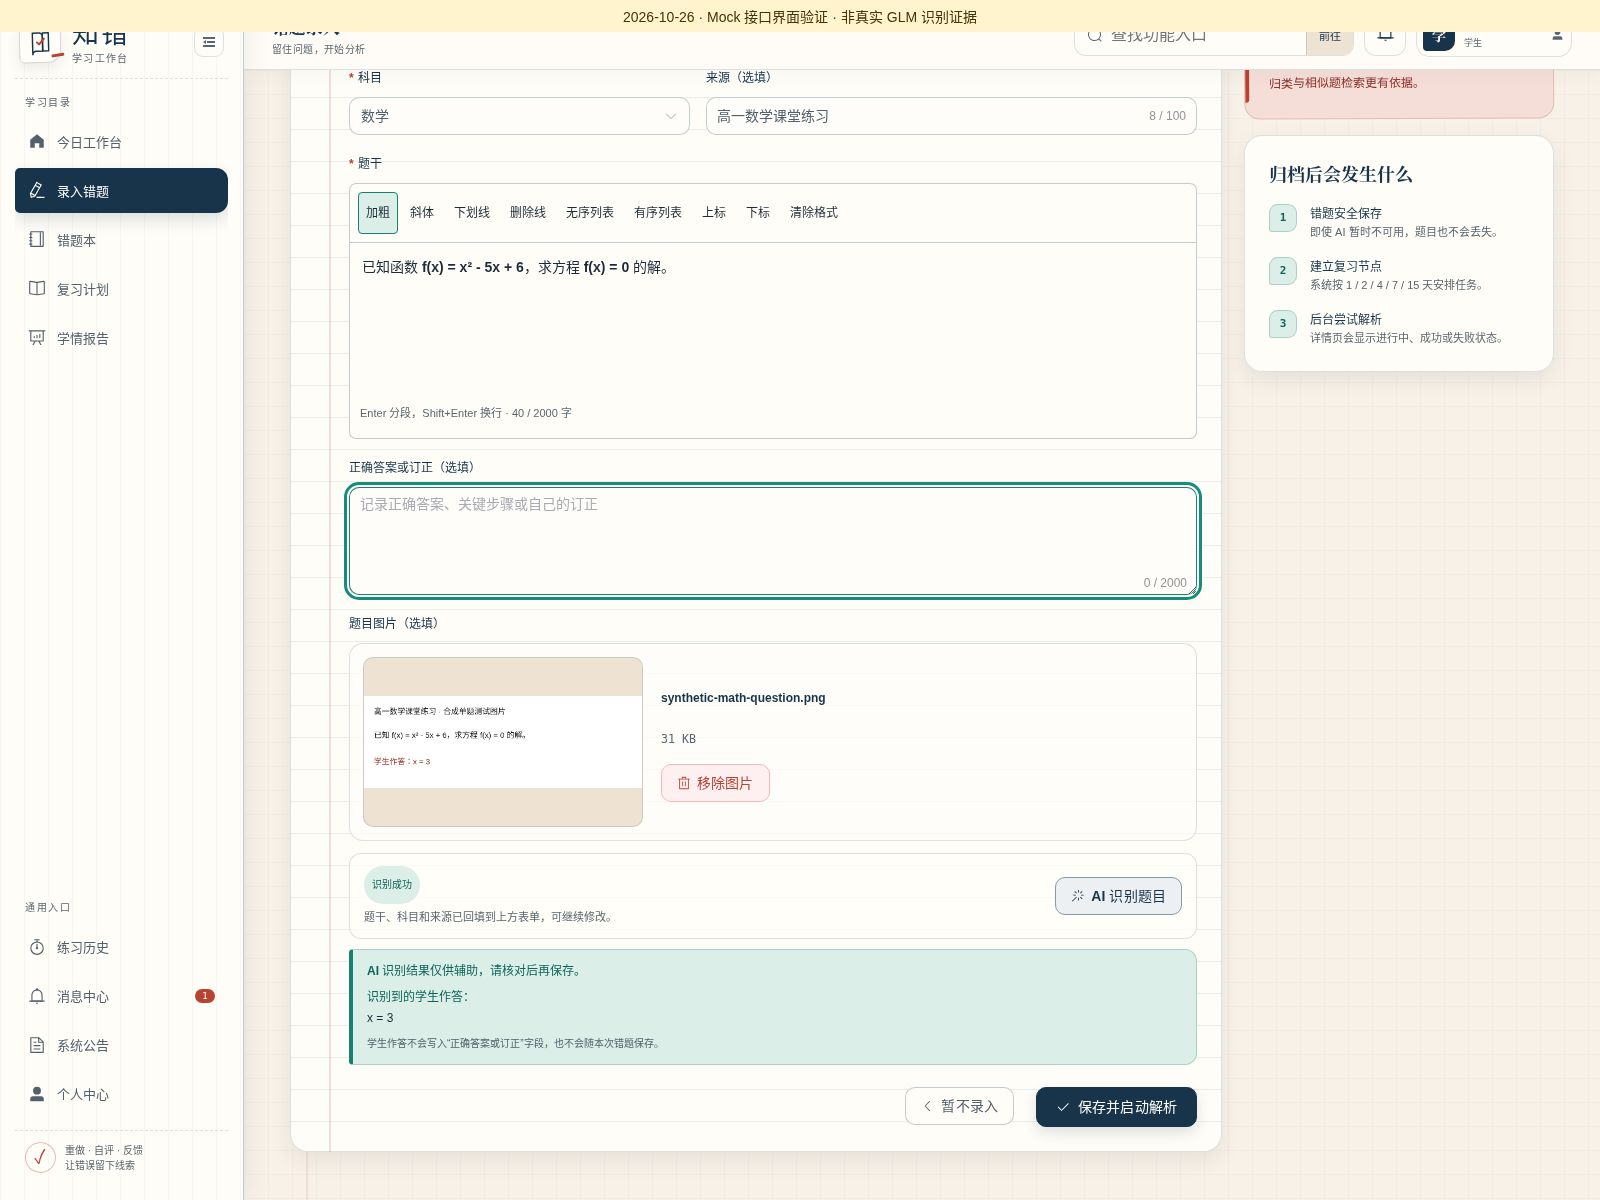 2026-10-26 · Mock 接口界面验证 · 非真实 GLM 识别证据
学习工作台
留住问题，开始分析
查找功能入口
前往
学
学生
学习目录
今日工作台
录入错题
错题本
复习计划
学情报告
通用入口
练习历史
消息中心
1
系统公告
个人中心
重做 · 自评 · 反馈
让错误留下线索
* 科目
来源（选填）
数学
高一数学课堂练习
8 / 100
* 题干
加粗
斜体
下划线
删除线
无序列表
有序列表
上标
下标
清除格式
已知函数 f(x) = x² - 5x + 6，求方程 f(x) = 0 的解。
Enter 分段，Shift+Enter 换行 · 40 / 2000 字
正确答案或订正（选填）
记录正确答案、关键步骤或自己的订正
0 / 2000
题目图片（选填）
高一数学课堂练习 · 合成单题测试图片
已知 f(x) = x² - 5x + 6，求方程 f(x) = 0 的解。
学生作答：x = 3
synthetic-math-question.png
31 KB
移除图片
识别成功
题干、科目和来源已回填到上方表单，可继续修改。
AI 识别题目
AI 识别结果仅供辅助，请核对后再保存。
识别到的学生作答：
x = 3
学生作答不会写入“正确答案或订正”字段，也不会随本次错题保存。
暂不录入
保存并启动解析
归类与相似题检索更有依据。
归档后会发生什么
1
错题安全保存
即使 AI 暂时不可用，题目也不会丢失。
2
建立复习节点
系统按 1 / 2 / 4 / 7 / 15 天安排任务。
3
后台尝试解析
详情页会显示进行中、成功或失败状态。